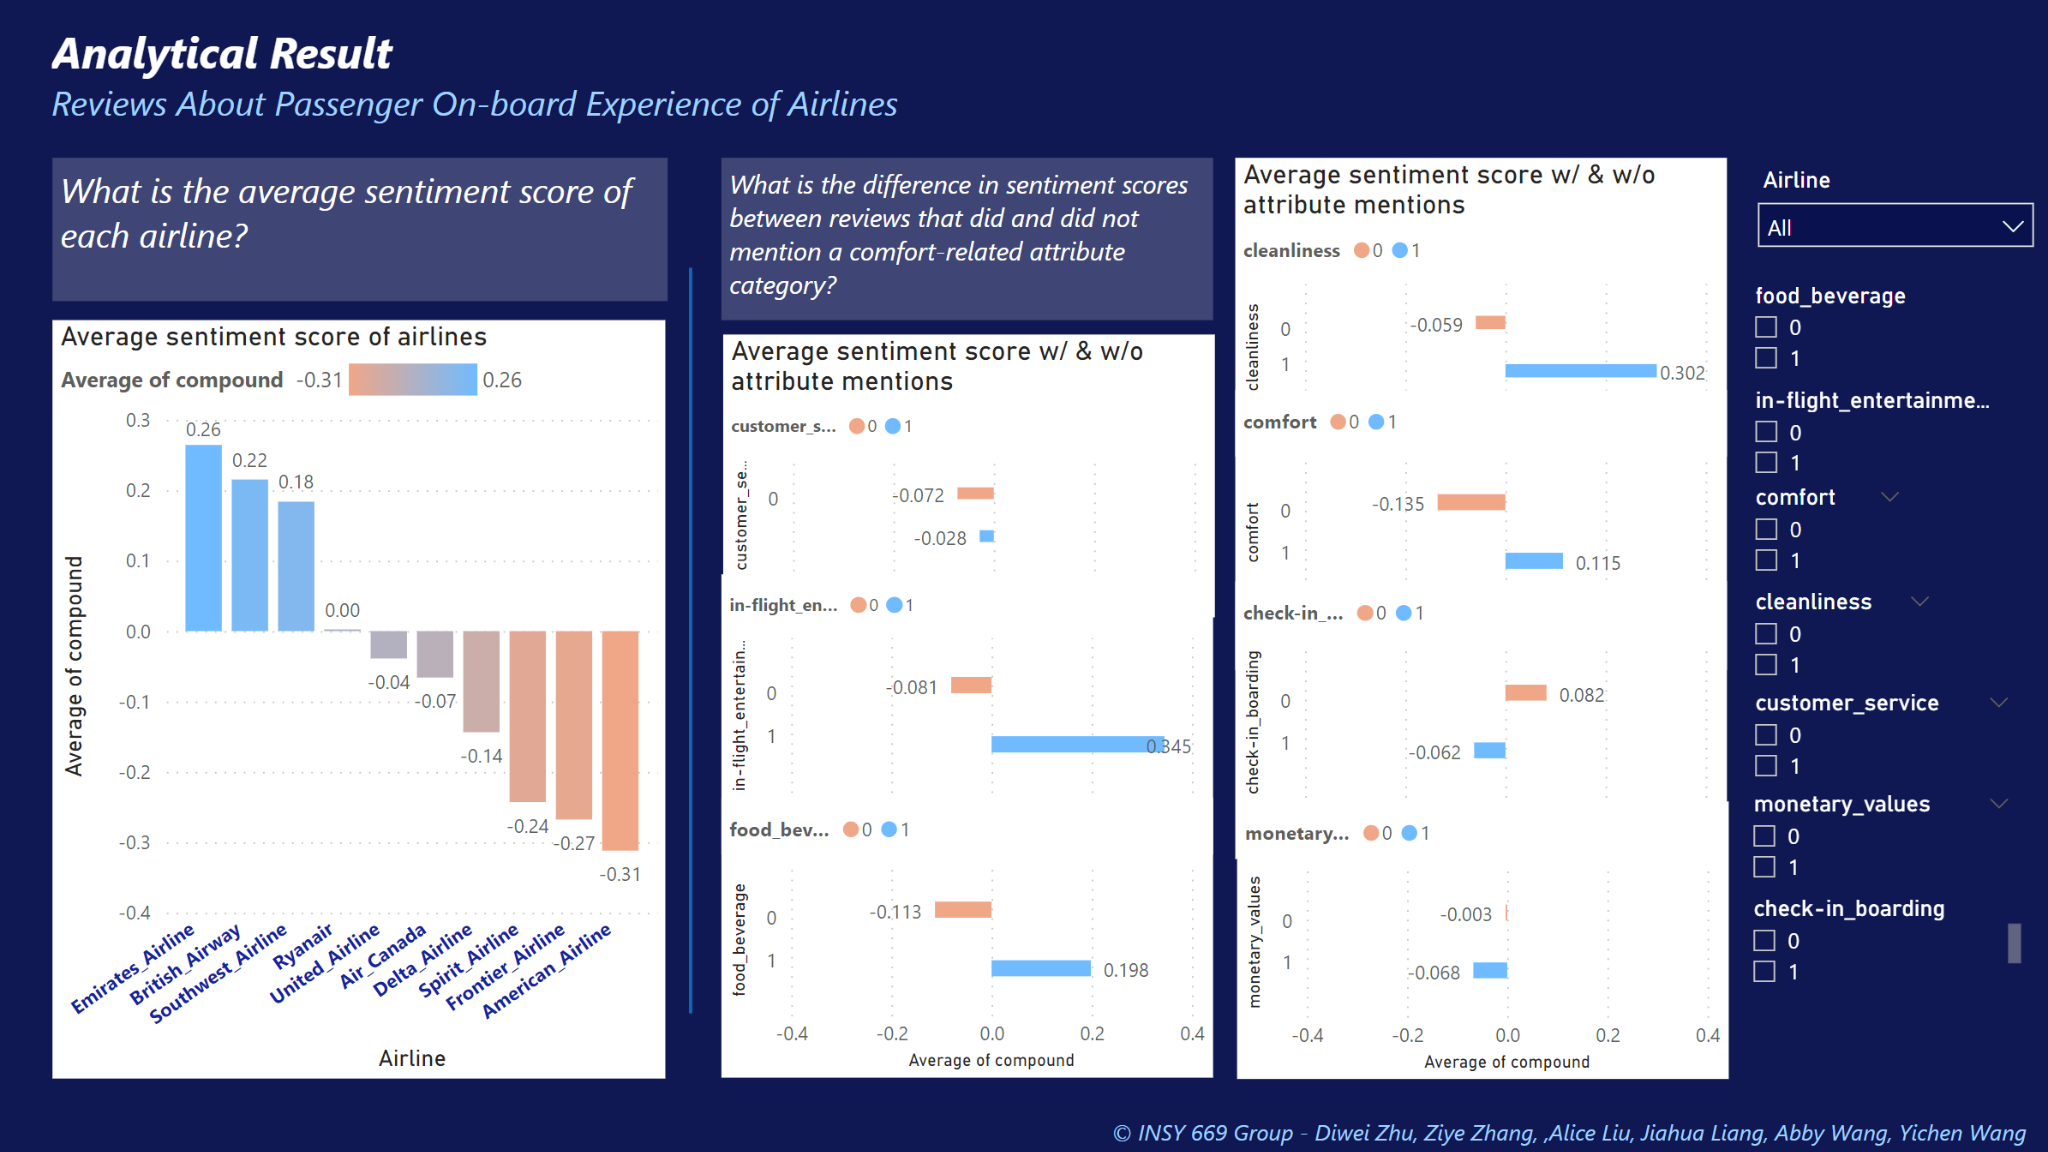 Analytical Result
Reviews About Passenger On-board Experience of Airlines
What is the average sentiment score of
each airline?
Average sentiment score of airlines
Average of compound -0.31 0.26
Average of compound
0.3
0.2
0.1
0.0
-0.1
-0.2
-0.3
-0.4
0.26
0.22
0.18
0.00
-0.04
-0.07
-0.14
-0.24
-0.27
-0.31
Emirates_Airline
British_Airway
Southwest_Airline
Ryanair
United_Airline
Air_Canada
Delta_Airline
Spirit_Airline
Frontier_Airline
American_Airline
Airline
What is the difference in sentiment scores
between reviews that did and did not
mention a comfort-related attribute
category?
Average sentiment score w/ & w/o
attribute mentions
customer_s... 0 1
customer_se...
0 -0.072
-0.028
in-flight_en... 0 1
in-flight_entertain...
0 -0.081
1 0.345
food_bev... 0 1
food_beverage
0 -0.113
1 0.198
-0.4 -0.2 0.0 0.2 0.4
Average of compound
Average sentiment score w/ & w/o
attribute mentions
cleanliness 0 1
cleanliness
0 -0.059
1 0.302
comfort 0 1
comfort
0 -0.135
1 0.115
check-in_... 0 1
check-in_boarding
0 0.082
1 -0.062
monetary... 0 1
monetary_values
0 -0.003
1 -0.068
-0.4 -0.2 0.0 0.2 0.4
Average of compound
Airline
All
food_beverage
0
1
in-flight_entertainme...
0
1
comfort
0
1
cleanliness
0
1
customer_service
0
1
monetary_values
0
1
check-in_boarding
0
1
© INSY 669 Group - Diwei Zhu, Ziye Zhang, ,Alice Liu, Jiahua Liang, Abby Wang, Yichen Wang